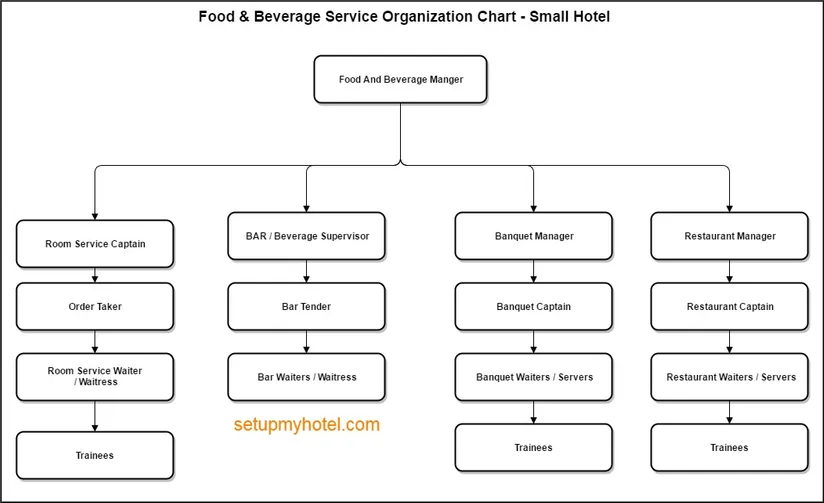 Food & Beverage Service Organization Chart - Small Hotel
Food And Beverage Manger
Room Service Captain
BAR / Beverage Supervisor
Banquet Manager
Restaurant Manager
Order Taker
Bar Tender
Banquet Captain
Restaurant Captain
Room Service Waiter
/ Waitress
Bar Waiters / Waitress
Banquet Waiters / Servers
Restaurant Waiters / Servers
setupmyhotel.com
Trainees
Trainees
Trainees